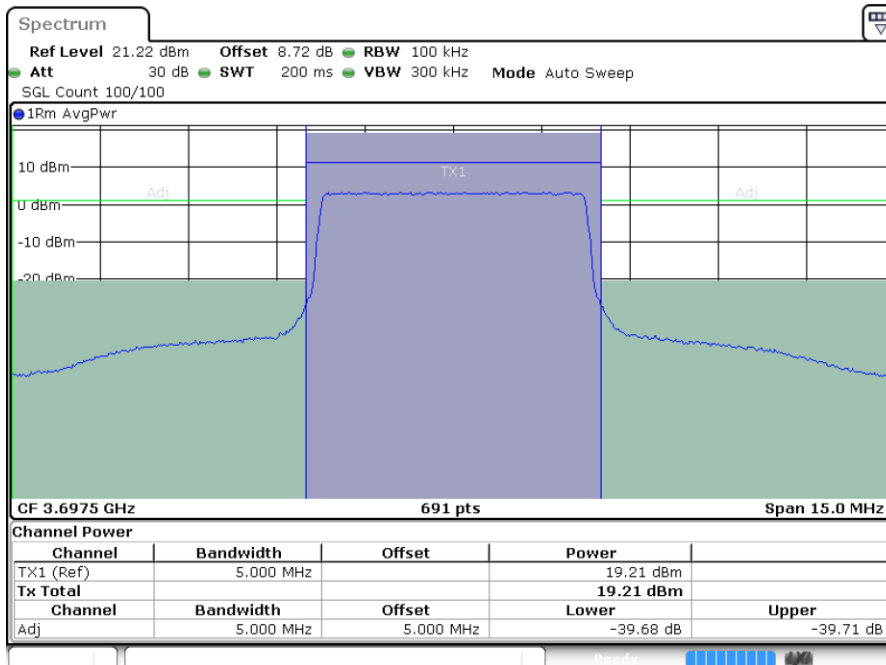 Spectrum
Ref Level 21.22 dBm Offset 8.72 dB RBW 100 kHz
Att 30 dB SWT 200 ms VBW 300 kHz Mode Auto Sweep
SGL Count 100/100
1Rm AvgPwr
10 dBm
TX1
Adj Adj
0 dBm
-10 dBm
-20 dBm
CF 3.6975 GHz 691 pts Span 15.0 MHz
Channel Power
Channel Bandwidth Offset Power
TX1 (Ref) 5.000 MHz 19.21 dBm
Tx Total 19.21 dBm
Channel Bandwidth Offset Lower Upper
Adj 5.000 MHz 5.000 MHz -39.68 dB -39.71 dB
Ready